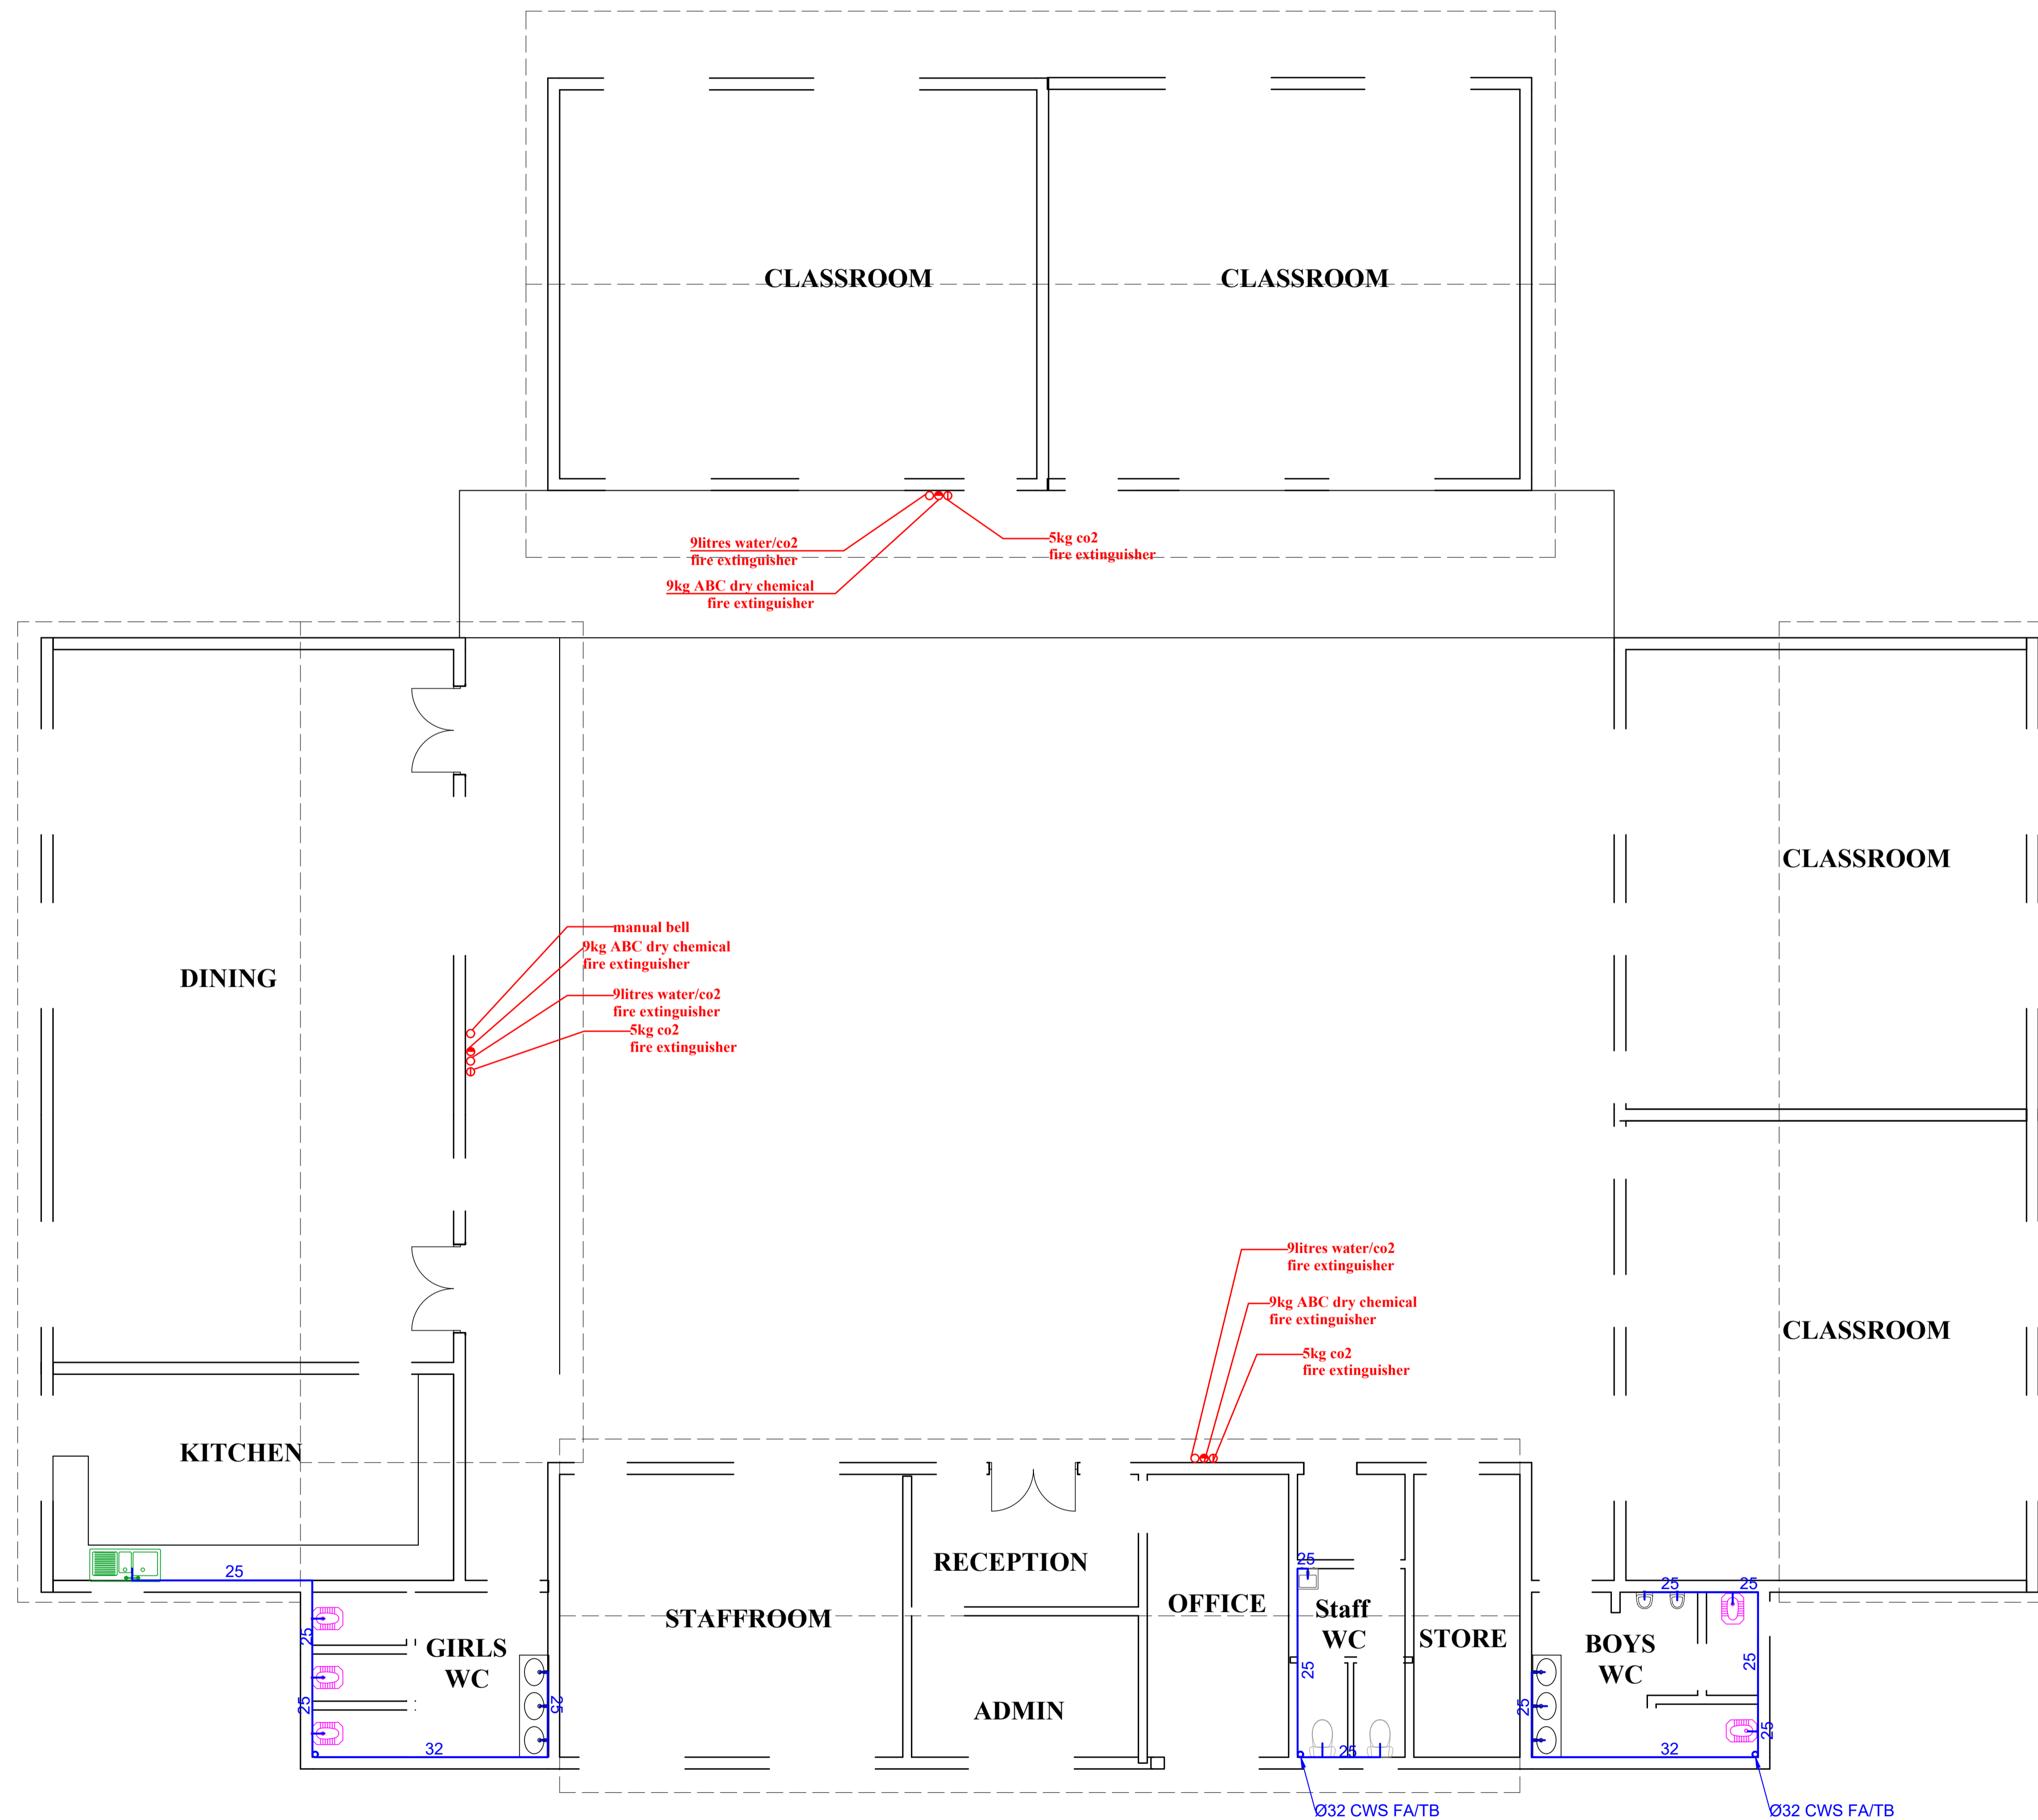 CLASSROOM
CLASSROOM
9litres water/co2
fire extinguisher
5kg co2
fire extinguisher
9kg ABC dry chemical
fire extinguisher
CLASSROOM
manual bell
9kg ABC dry chemical
fire extinguisher
DINING
9litres water/co2
fire extinguisher
5kg co2
fire extinguisher
9litres water/co2
fire extinguisher
9kg ABC dry chemical
fire extinguisher
CLASSROOM
5kg co2
fire extinguisher
KITCHEN
RECEPTION
25
25
25
25
OFFICE
Staff
WC
STAFFROOM
STORE
GIRLS
WC
BOYS
WC
25
25
25
25
25
25
ADMIN
25
32
25
32
25
Ø32 CWS FA/TB
Ø32 CWS FA/TB